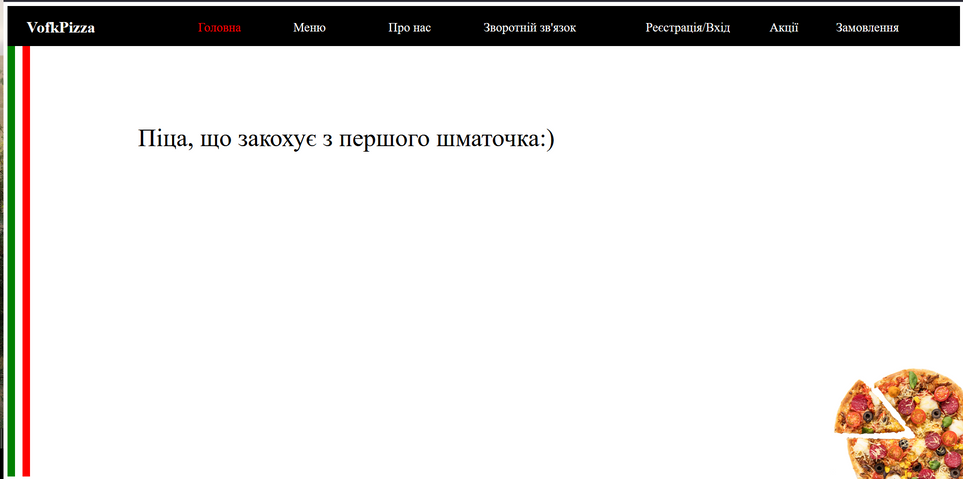 VofkPizza Головна Меню Про нас Зворотній зв'язок Реєстрація/Вхід Акції Замовлення
Піца, що закохує з першого шматочка:)